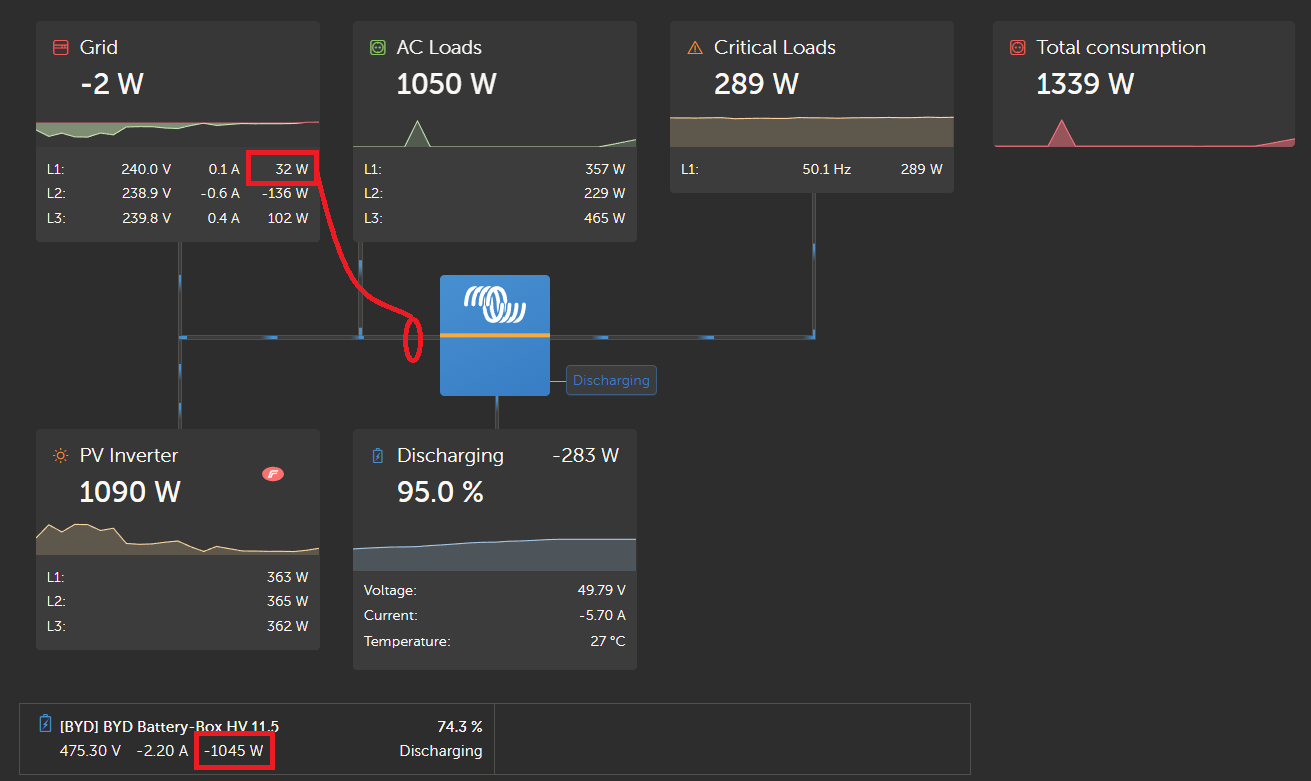 Grid
-2 W
L1: 240.0 V 0.1 A 32 W
L2: 238.9 V -0.6 A -136 W
L3: 239.8 V 0.4 A 102 W
AC Loads
1050 W
L1: 357 W
L2: 229 W
L3: 465 W
Critical Loads
289 W
L1: 50.1 Hz 289 W
Total consumption
1339 W
Discharging
PV Inverter
1090 W
F
L1: 363 W
L2: 365 W
L3: 362 W
Discharging -283 W
95.0 %
Voltage: 49.79 V
Current: -5.70 A
Temperature: 27 °C
[BYD] BYD Battery-Box HV 11.5 74.3 %
475.30 V -2.20 A -1045 W Discharging